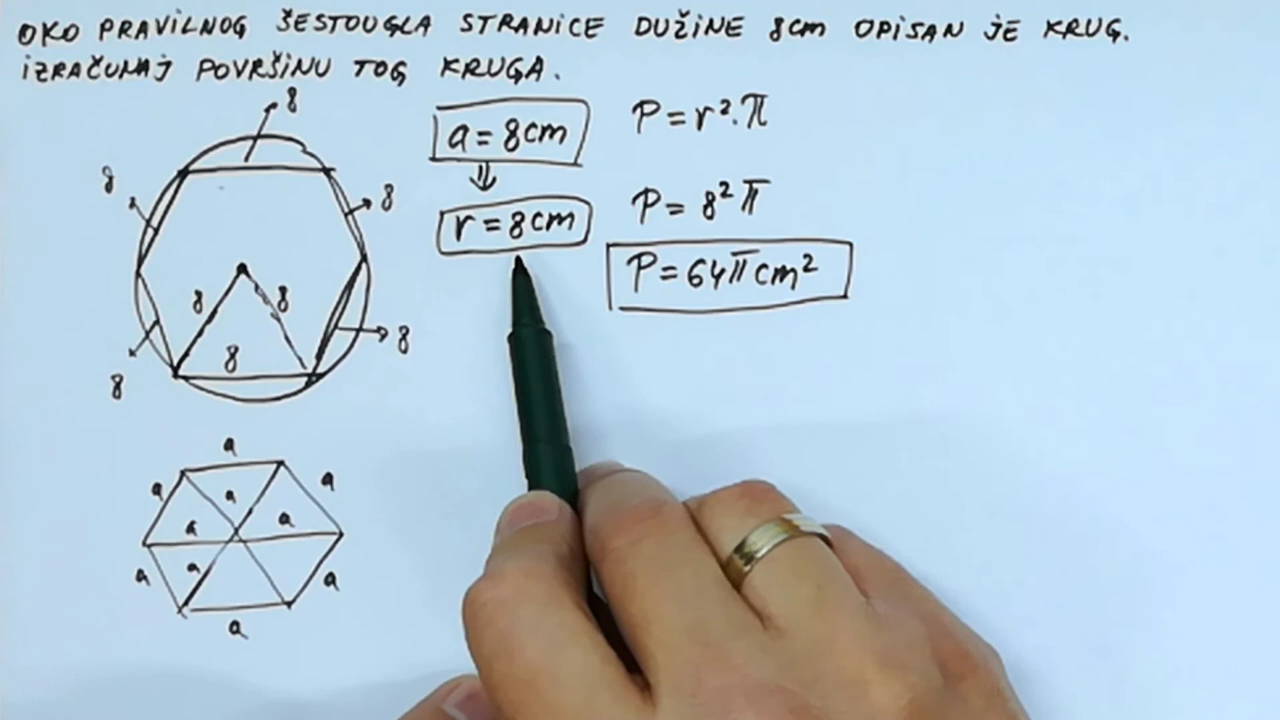 OKO PRAVILNOG ŠESTOUGLA STRANICE DUŽINE 8cm OPISAN JE KRUG.
IZRAČUNAJ POVRŠINU TOG KRUGA.
8
8
8
8
8
8
8
8
a = 8cm
⇓
r = 8cm
P = r²·π
P = 8²π
P = 64π cm²
a
a
a
a
a
a
a
a
a
a